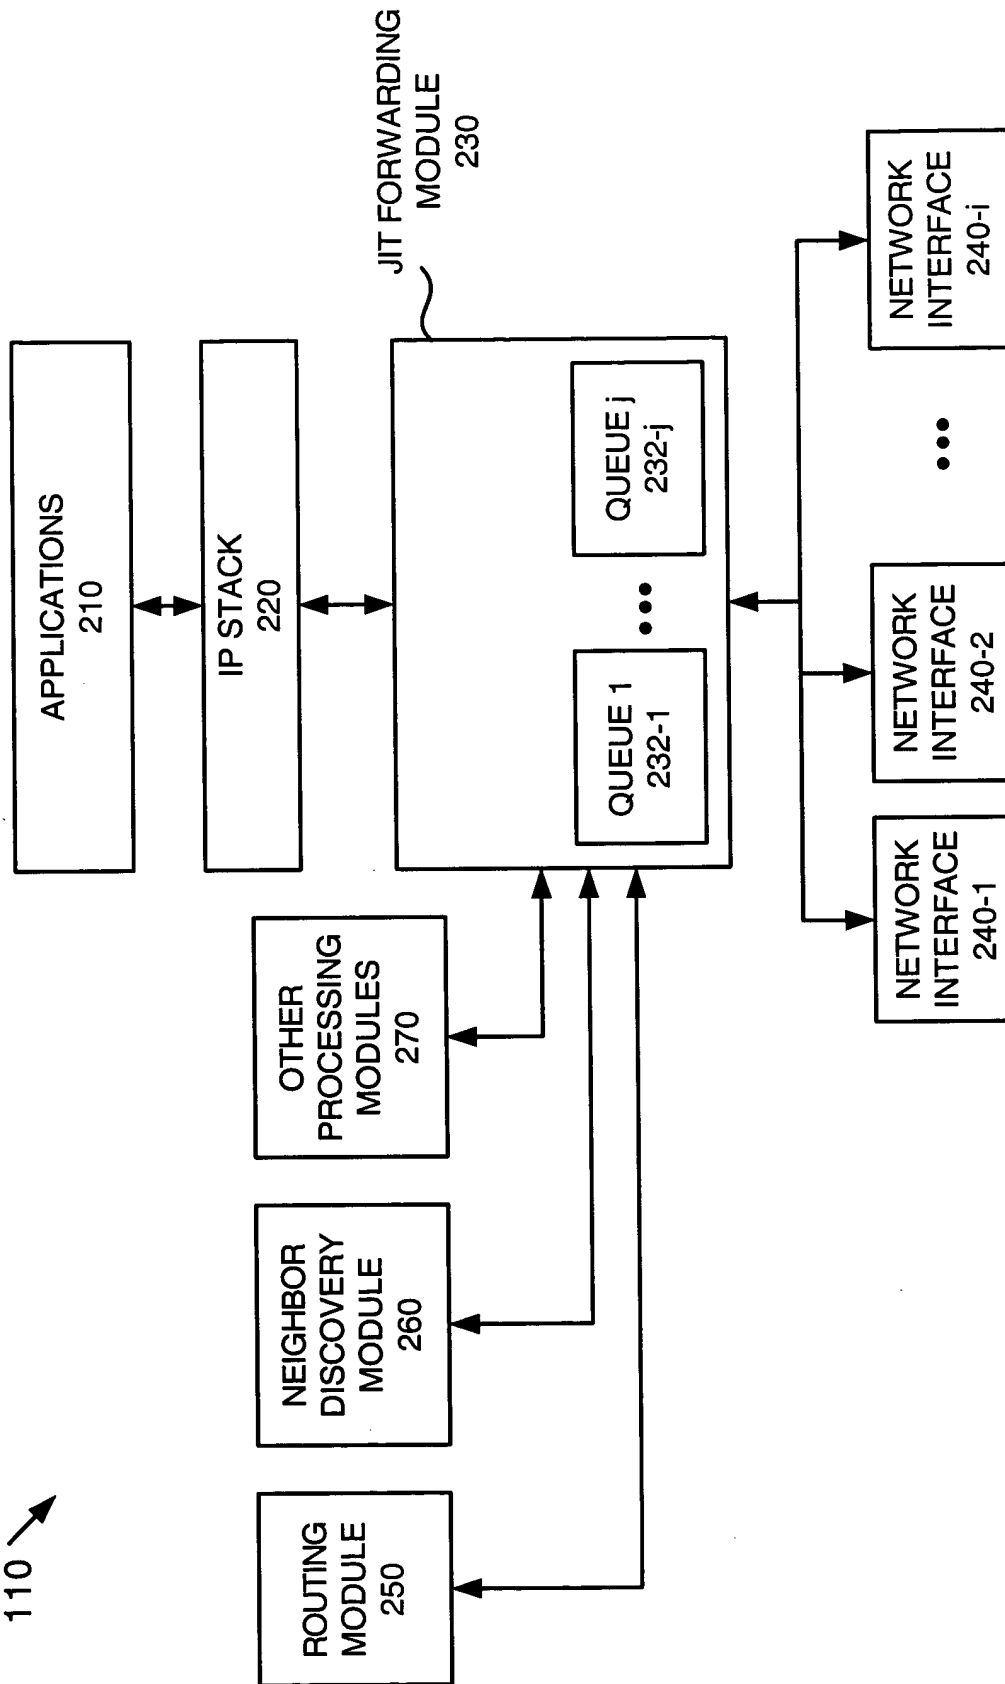 110
APPLICATIONS
210
IP STACK
220
JIT FORWARDING
MODULE
230
QUEUE 1
232-1
•••
QUEUE j
232-j
ROUTING
MODULE
250
NEIGHBOR
DISCOVERY
MODULE
260
OTHER
PROCESSING
MODULES
270
NETWORK
INTERFACE
240-1
NETWORK
INTERFACE
240-2
•••
NETWORK
INTERFACE
240-i